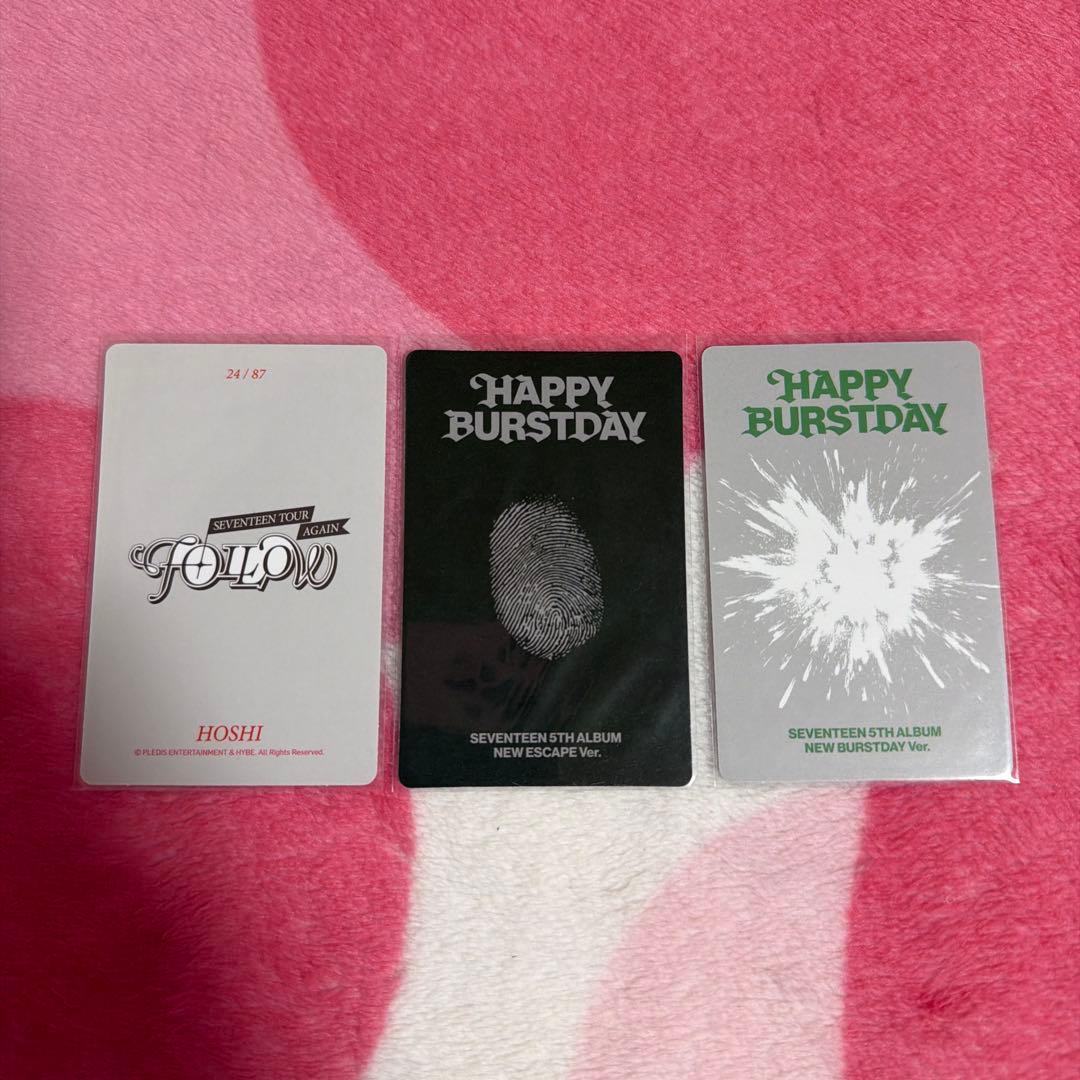 24 / 87
SEVENTEEN TOUR
AGAIN
FOLLOW
HOSHI
© PLEDIS ENTERTAINMENT & HYBE. All Rights Reserved.
HAPPY
BURSTDAY
SEVENTEEN 5TH ALBUM
NEW ESCAPE Ver.
HAPPY
BURSTDAY
SEVENTEEN 5TH ALBUM
NEW BURSTDAY Ver.